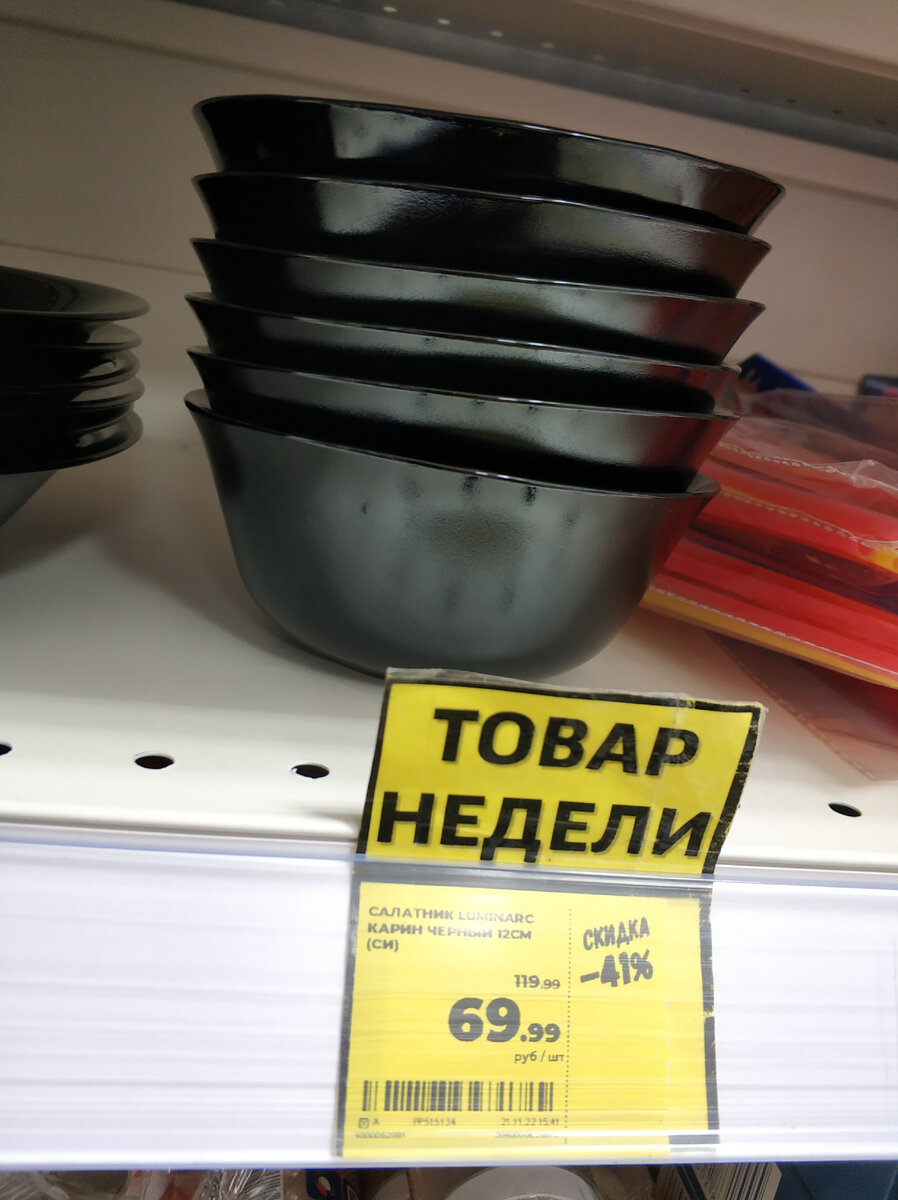 ТОВАР
НЕДЕЛИ
САЛАТНИК LUMINARC
КАРИН ЧЕРНЫЙ 12СМ
(СИ)
СКИДКА
-41%
119.99
69.99
руб / шт
А PP515134 21.11.22 15:41